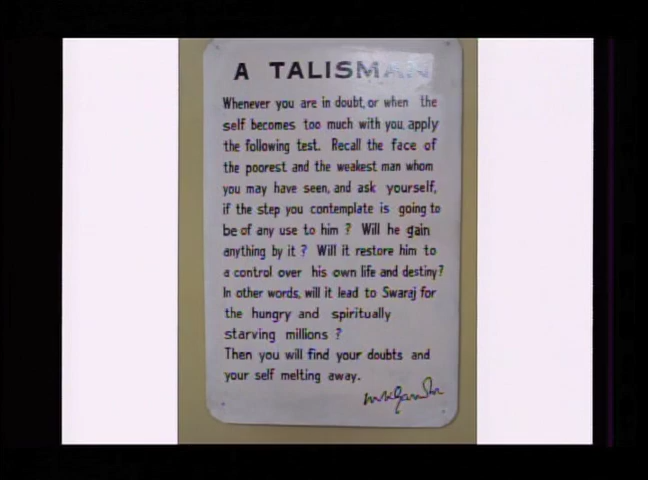 A TALISMAN
Whenever you are in doubt, or when the
self becomes too much with you, apply
the following test. Recall the face of
the poorest and the weakest man whom
you may have seen, and ask yourself,
if the step you contemplate is going to
be of any use to him ? Will he gain
anything by it ? Will it restore him to
a control over his own life and destiny?
In other words, will it lead to Swaraj for
the hungry and spiritually
starving millions ?
Then you will find your doubts and
your self melting away.
mkgandhi